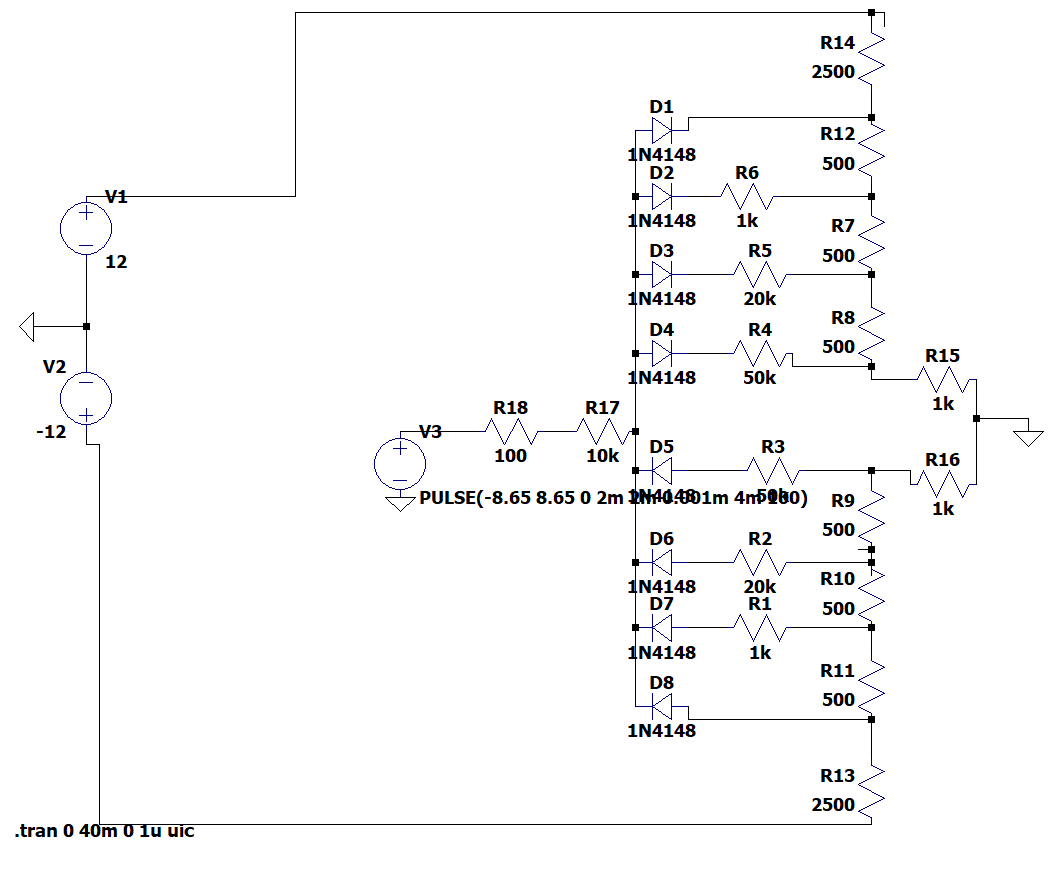 R14
2500
D1
R12
1N4148
500
D2
R6
V1
1N4148
1k
R7
D3
R5
500
12
1N4148
20k
R8
D4
R4
500
V2
R15
1N4148
50k
1k
R18
R17
-12
V3
D5
R3
100
10k
R16
1N4148
50k
PULSE(-8.65 8.65 0 2m 2m 0.001m 4m 100)
R9
1k
500
D6
R2
R10
1N4148
20k
D7
R1
500
1N4148
1k
R11
D8
500
1N4148
R13
2500
.tran 0 40m 0 1u uic